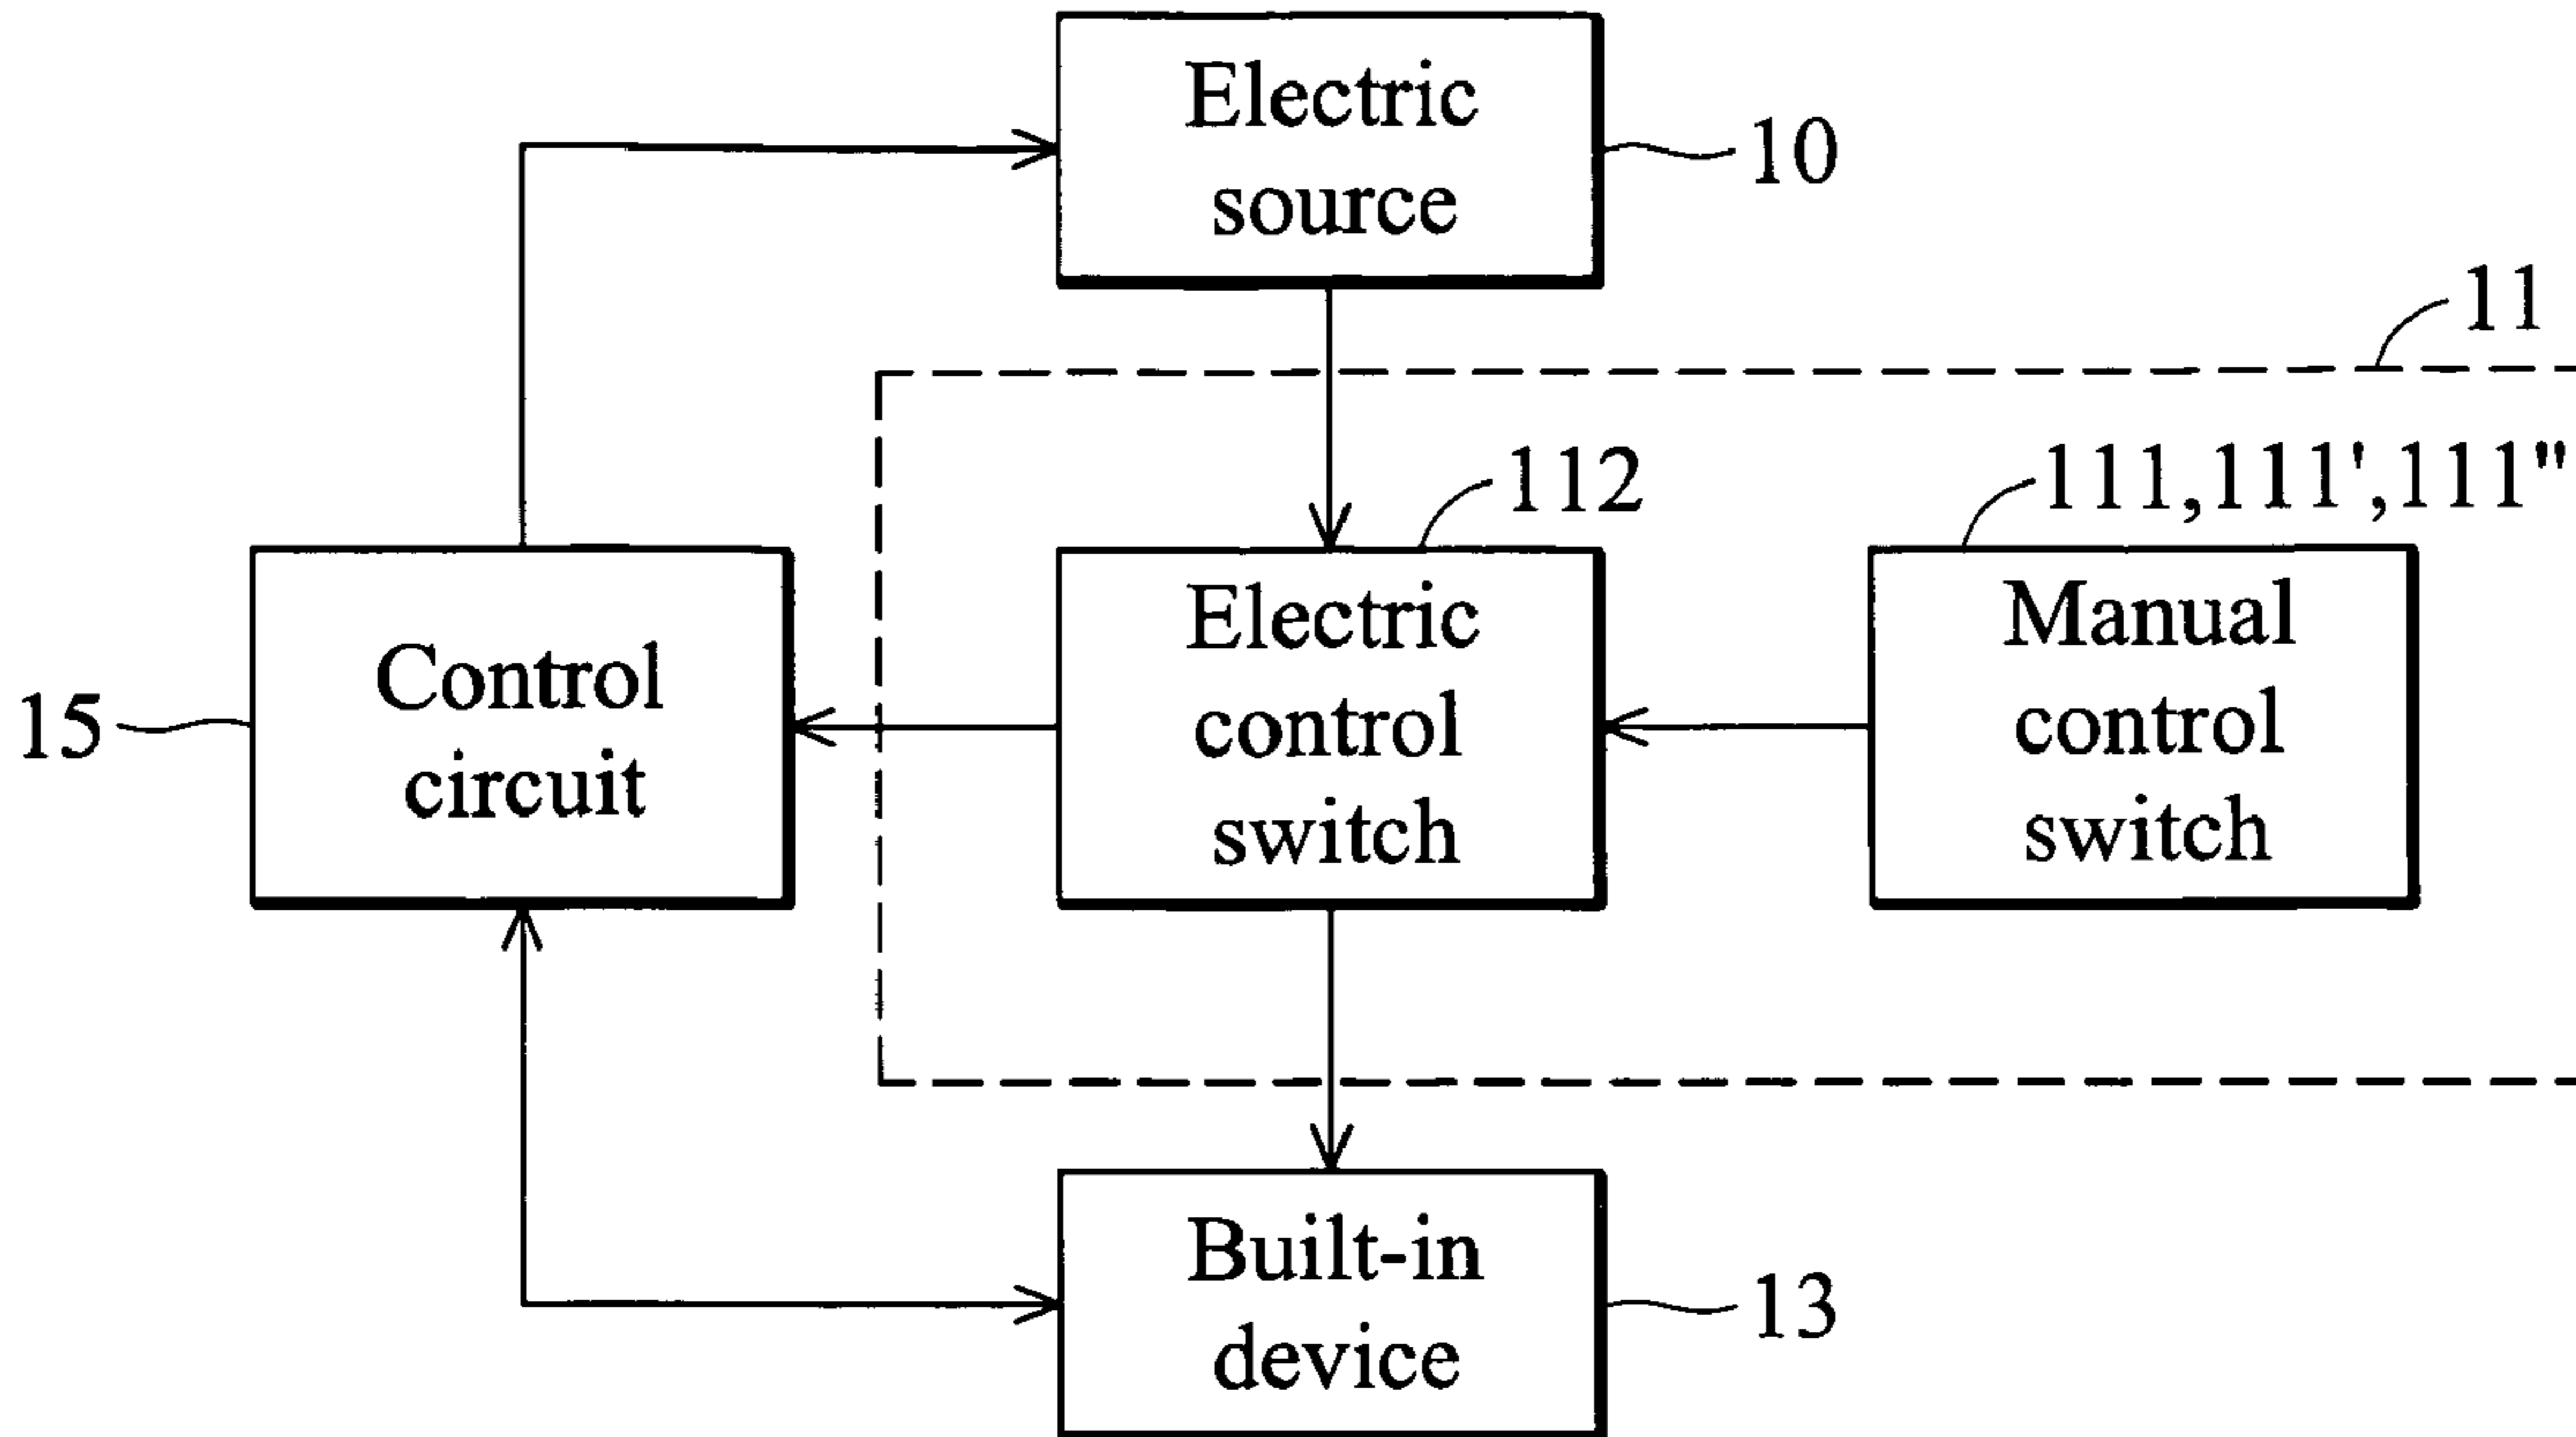 Electric
source
10
11
112
111,111',111"
Electric
control
switch
Manual
control
switch
Control
circuit
15
Built-in
device
13